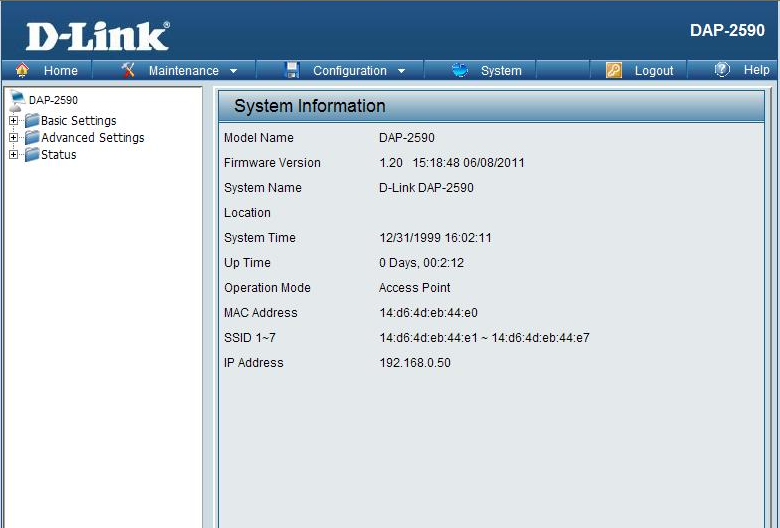 D-Link®
DAP-2590
Home Maintenance Configuration System Logout Help
DAP-2590
Basic Settings
Advanced Settings
Status
System Information
Model Name DAP-2590
Firmware Version 1.20 15:18:48 06/08/2011
System Name D-Link DAP-2590
Location
System Time 12/31/1999 16:02:11
Up Time 0 Days, 00:2:12
Operation Mode Access Point
MAC Address 14:d6:4d:eb:44:e0
SSID 1~7 14:d6:4d:eb:44:e1 ~ 14:d6:4d:eb:44:e7
IP Address 192.168.0.50